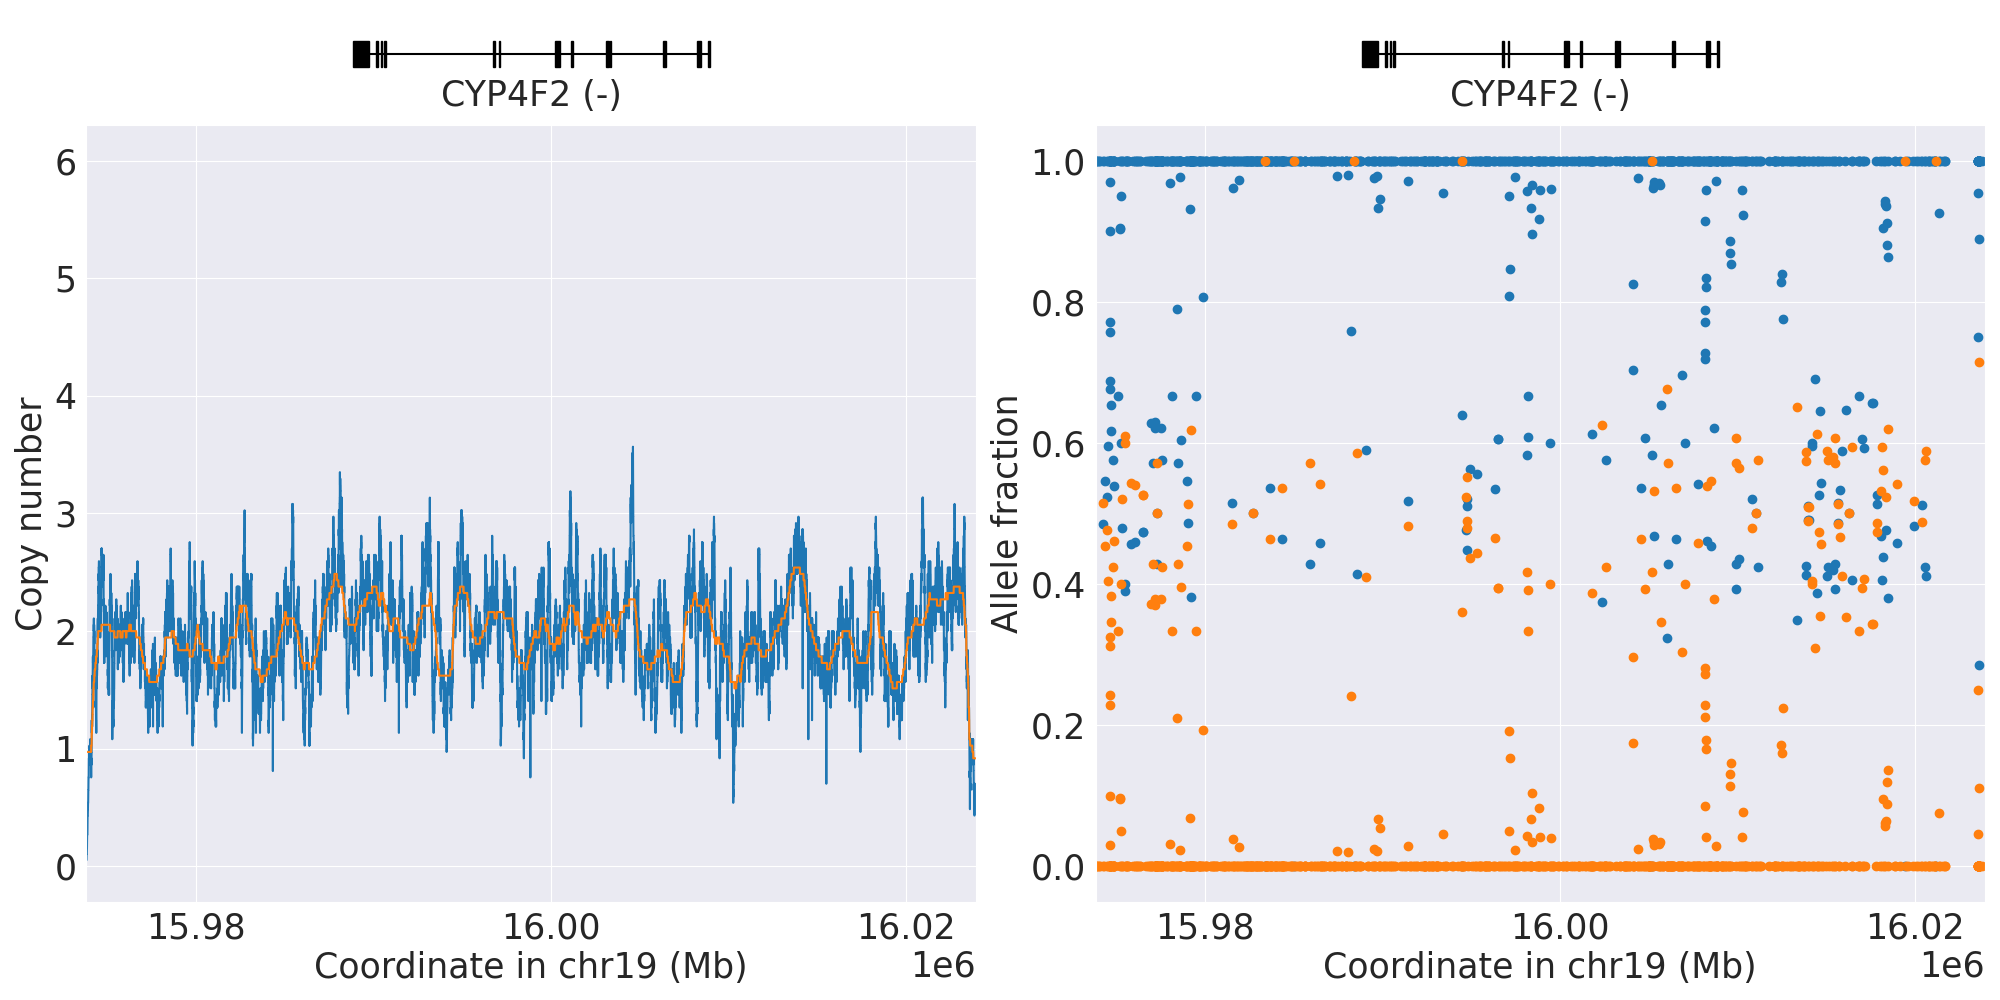 CYP4F2 (-)
6
5
4
3
2
1
0
Copy number
15.98
16.00
16.02
Coordinate in chr19 (Mb)
1e6
CYP4F2 (-)
1.0
0.8
0.6
0.4
0.2
0.0
Allele fraction
15.98
16.00
16.02
Coordinate in chr19 (Mb)
1e6